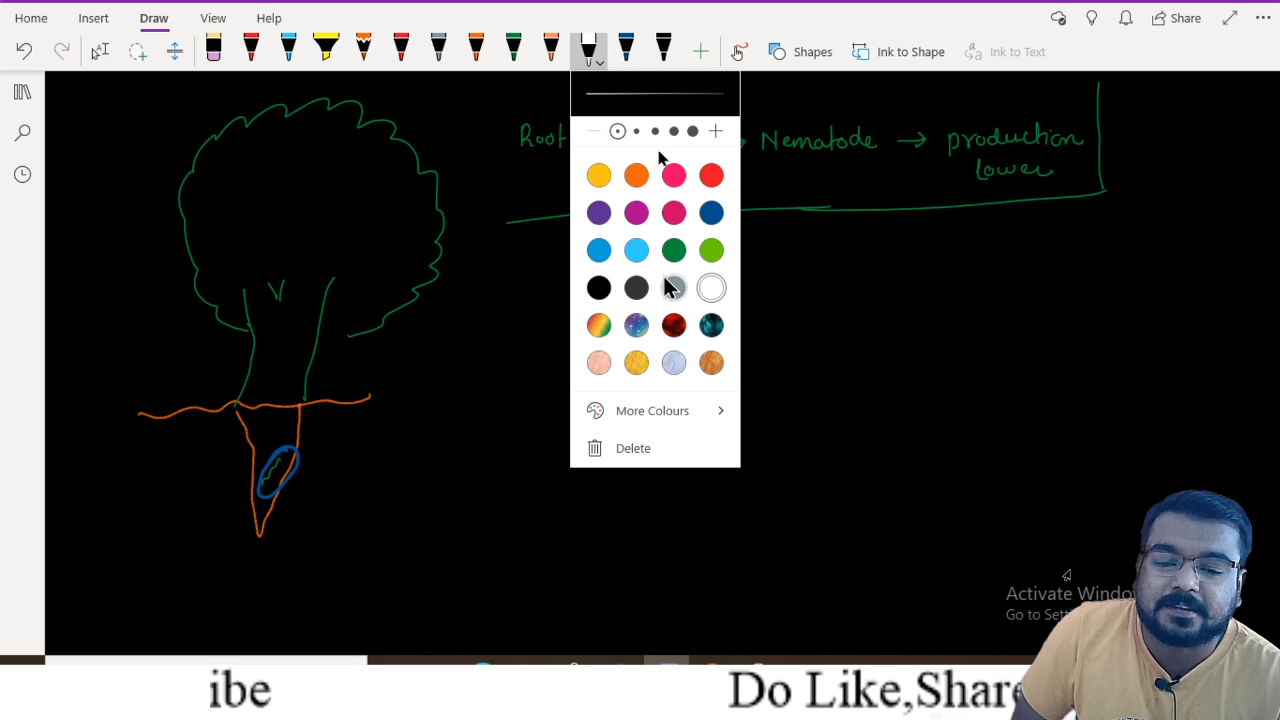 Home Insert Draw View Help Share
Shapes Ink to Shape Ink to Text
Root Nematode → production
lower
More Colours
Delete
Activate Windo
Go to Set
ibe Do Like,Share